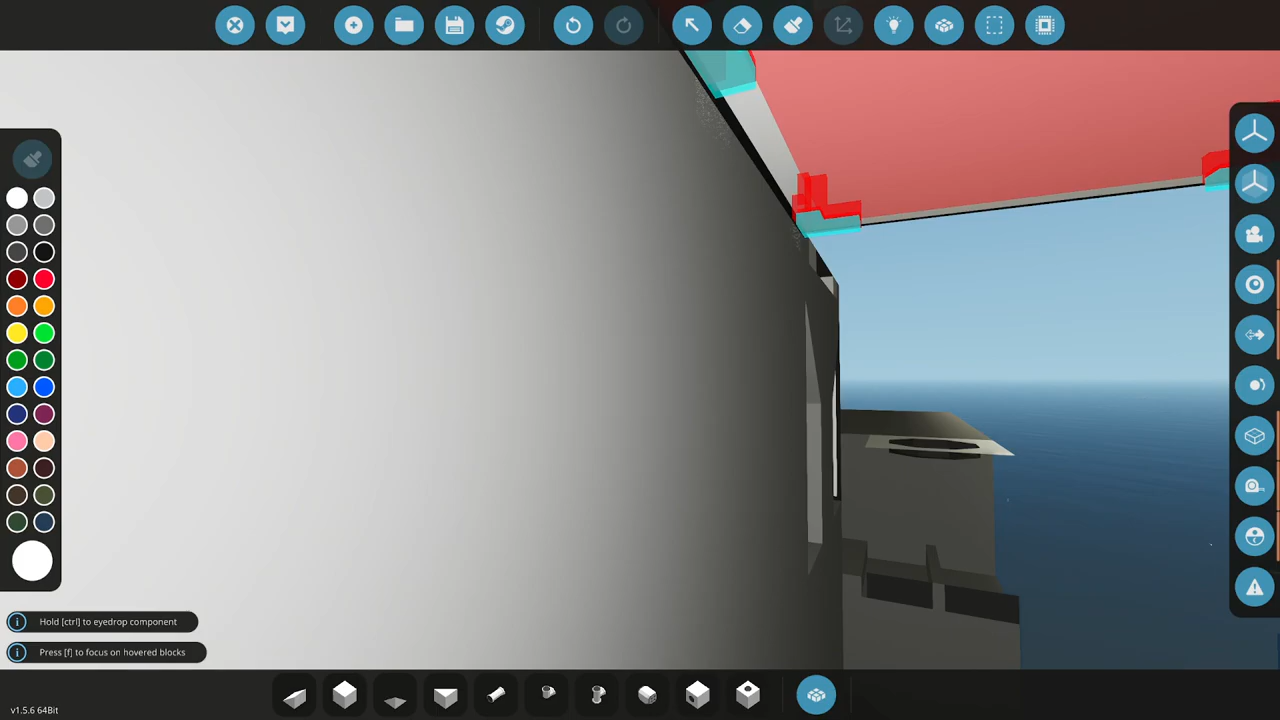 Hold [ctrl] to eyedrop component
Press [f] to focus on hovered blocks
v1.5.6 64Bit